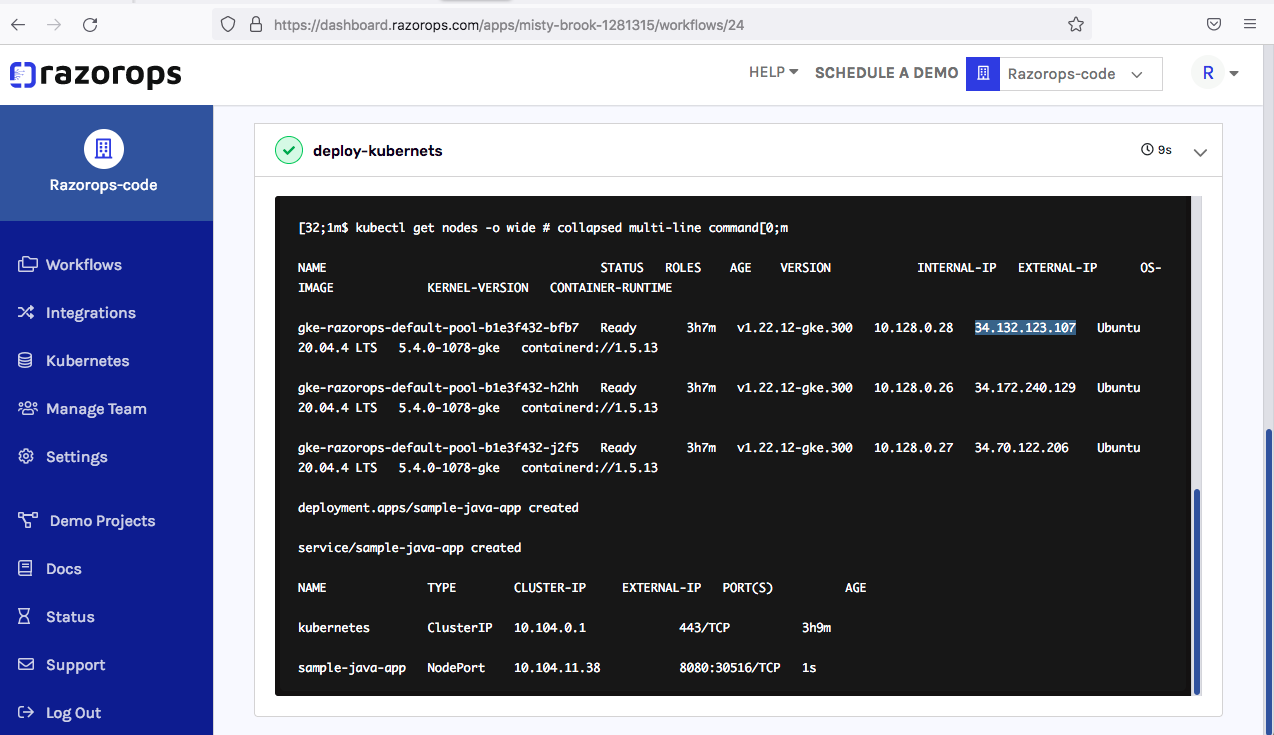 https://dashboard.razorops.com/apps/misty-brook-1281315/workflows/24
razorops
HELP
SCHEDULE A DEMO
Razorops-code
R
Razorops-code
Workflows
Integrations
Kubernetes
Manage Team
Settings
Demo Projects
Docs
Status
Support
Log Out
deploy-kubernets
9s
[32;1m$ kubectl get nodes -o wide # collapsed multi-line command[0;m
NAME STATUS ROLES AGE VERSION INTERNAL-IP EXTERNAL-IP OS-
IMAGE KERNEL-VERSION CONTAINER-RUNTIME
gke-razorops-default-pool-b1e3f432-bfb7 Ready 3h7m v1.22.12-gke.300 10.128.0.28 34.132.123.107 Ubuntu
20.04.4 LTS 5.4.0-1078-gke containerd://1.5.13
gke-razorops-default-pool-b1e3f432-h2hh Ready 3h7m v1.22.12-gke.300 10.128.0.26 34.172.240.129 Ubuntu
20.04.4 LTS 5.4.0-1078-gke containerd://1.5.13
gke-razorops-default-pool-b1e3f432-j2f5 Ready 3h7m v1.22.12-gke.300 10.128.0.27 34.70.122.206 Ubuntu
20.04.4 LTS 5.4.0-1078-gke containerd://1.5.13
deployment.apps/sample-java-app created
service/sample-java-app created
NAME TYPE CLUSTER-IP EXTERNAL-IP PORT(S) AGE
kubernetes ClusterIP 10.104.0.1 443/TCP 3h9m
sample-java-app NodePort 10.104.11.38 8080:30516/TCP 1s